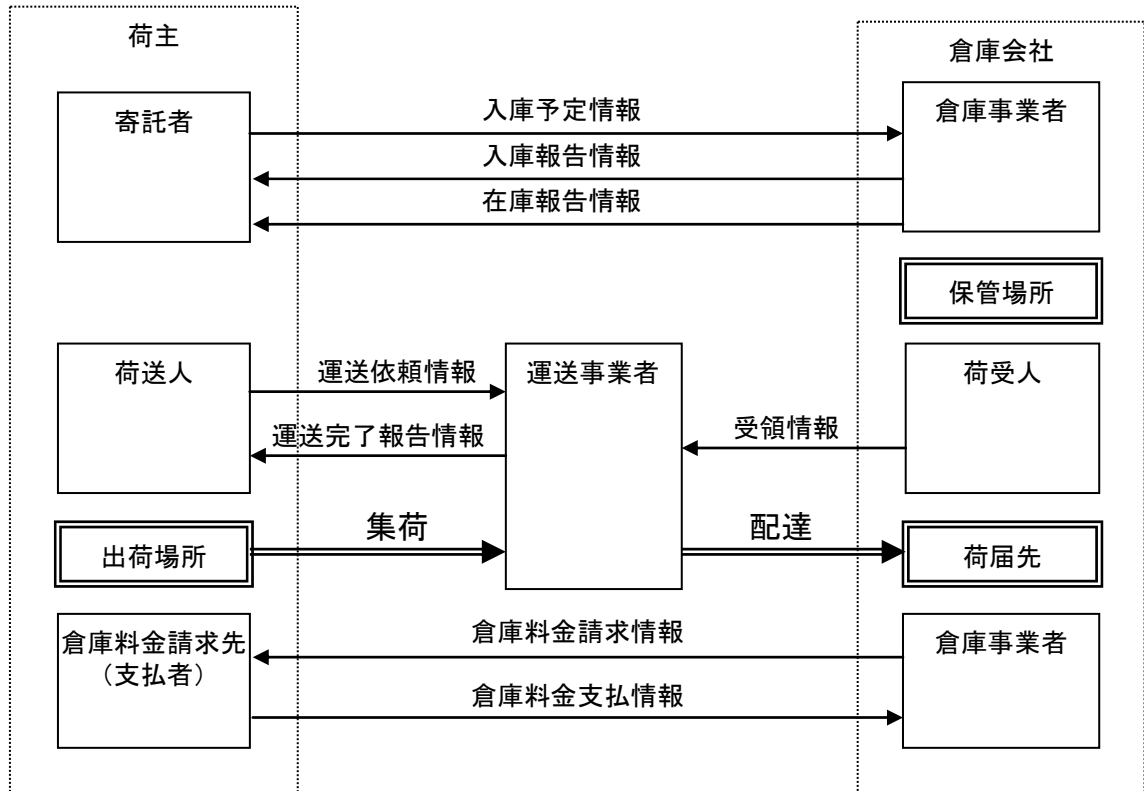 荷主
倉庫会社
寄託者
入庫予定情報
倉庫事業者
入庫報告情報
在庫報告情報
保管場所
荷送人
運送依頼情報
運送事業者
荷受人
運送完了報告情報
受領情報
出荷場所
集荷
配達
荷届先
倉庫料金請求先
(支払者)
倉庫料金請求情報
倉庫事業者
倉庫料金支払情報